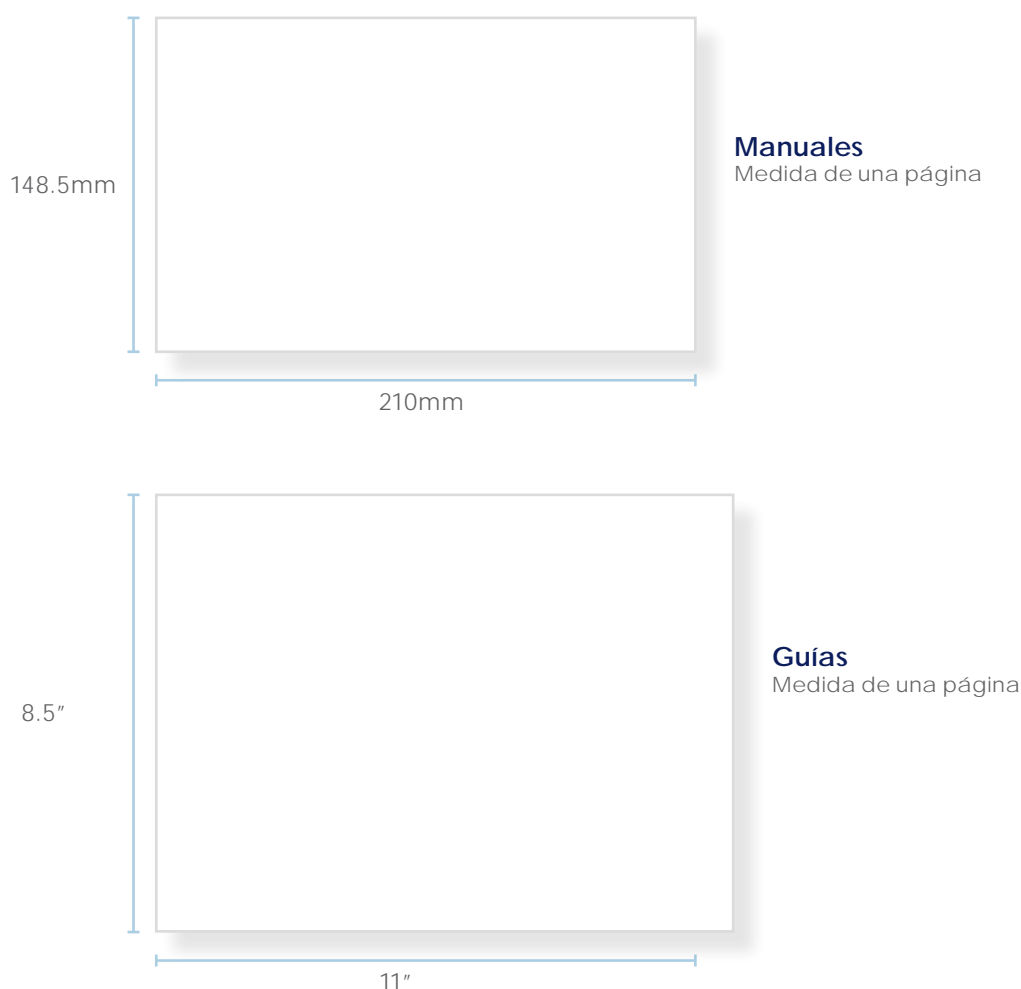 Manuales
Medida de una página
148.5mm
210mm
Guías
Medida de una página
8.5″
11″